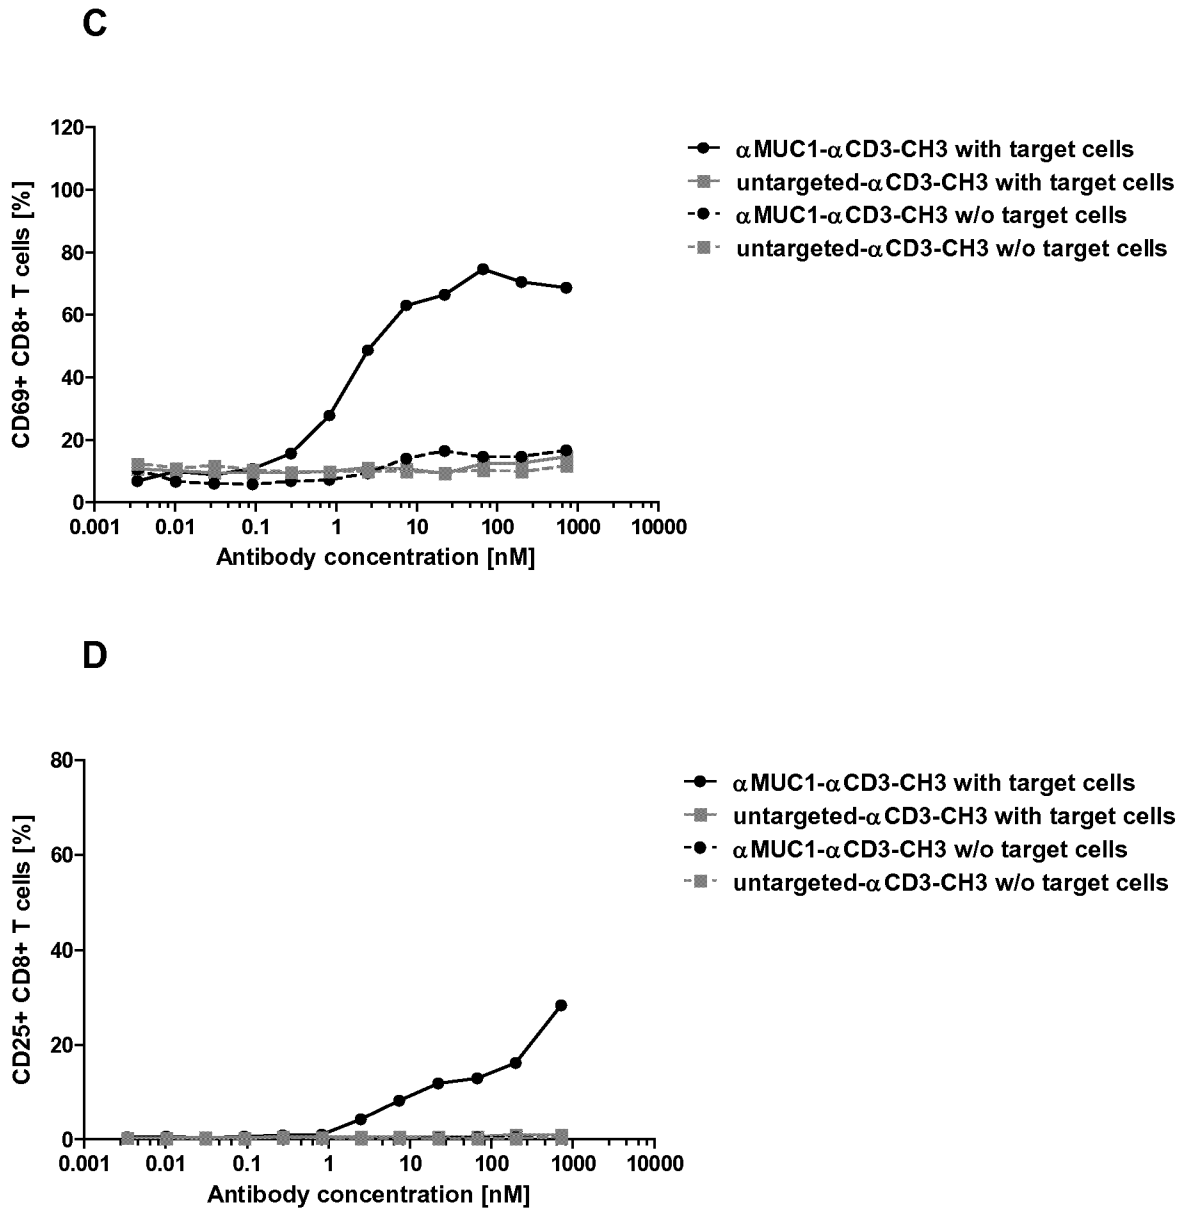 C
120
100
80
60
40
20
0
CD69+ CD8+ T cells [%]
0.001 0.01 0.1 1 10 100 1000 10000
Antibody concentration [nM]
αMUC1-αCD3-CH3 with target cells
untargeted-αCD3-CH3 with target cells
αMUC1-αCD3-CH3 w/o target cells
untargeted-αCD3-CH3 w/o target cells
D
80
60
40
20
0
CD25+ CD8+ T cells [%]
0.001 0.01 0.1 1 10 100 1000 10000
Antibody concentration [nM]
αMUC1-αCD3-CH3 with target cells
untargeted-αCD3-CH3 with target cells
αMUC1-αCD3-CH3 w/o target cells
untargeted-αCD3-CH3 w/o target cells